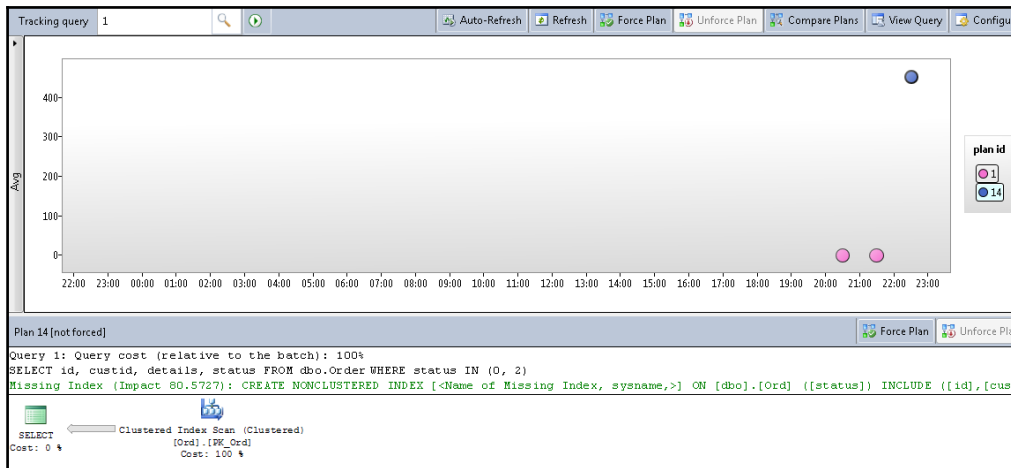 Tracking query 1 Auto-Refresh Refresh Force Plan Unforce Plan Compare Plans View Query Configu
Avg
400
300
200
100
0
22:00 23:00 00:00 01:00 02:00 03:00 04:00 05:00 06:00 07:00 08:00 09:00 10:00 11:00 12:00 13:00 14:00 15:00 16:00 17:00 18:00 19:00 20:00 21:00 22:00 23:00
plan id
1
14
Plan 14 [not forced] Force Plan Unforce Pla
Query 1: Query cost (relative to the batch): 100%
SELECT id, custid, details, status FROM dbo.Order WHERE status IN (0, 2)
Missing Index (Impact 80.5727): CREATE NONCLUSTERED INDEX [<Name of Missing Index, sysname,>] ON [dbo].[Ord] ([status]) INCLUDE ([id],[cus
SELECT
Cost: 0 %
Clustered Index Scan (Clustered)
[Ord].[PK_Ord]
Cost: 100 %